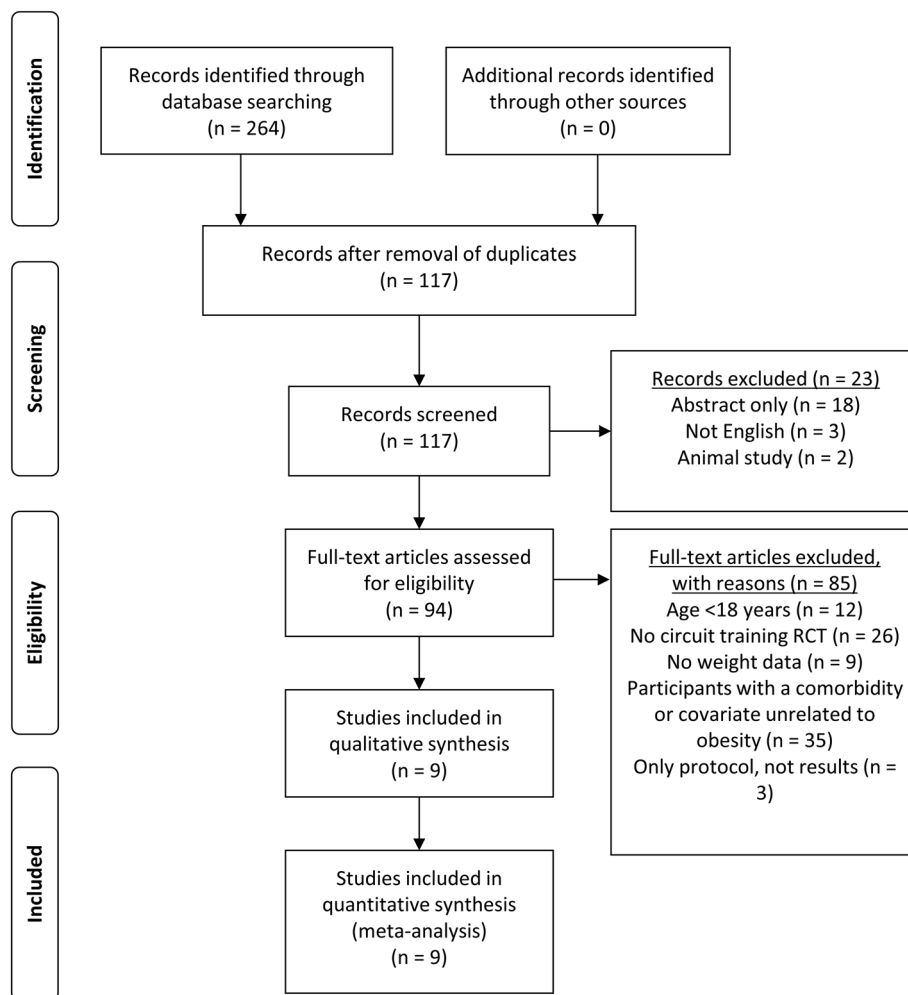 Identification
Records identified through
database searching
(n = 264)
Additional records identified
through other sources
(n = 0)
Records after removal of duplicates
(n = 117)
Screening
Records screened
(n = 117)
Records excluded (n = 23)
Abstract only (n = 18)
Not English (n = 3)
Animal study (n = 2)
Eligibility
Full-text articles assessed
for eligibility
(n = 94)
Full-text articles excluded,
with reasons (n = 85)
Age <18 years (n = 12)
No circuit training RCT (n = 26)
No weight data (n = 9)
Participants with a comorbidity
or covariate unrelated to
obesity (n = 35)
Only protocol, not results (n =
3)
Studies included in
qualitative synthesis
(n = 9)
Included
Studies included in
quantitative synthesis
(meta-analysis)
(n = 9)